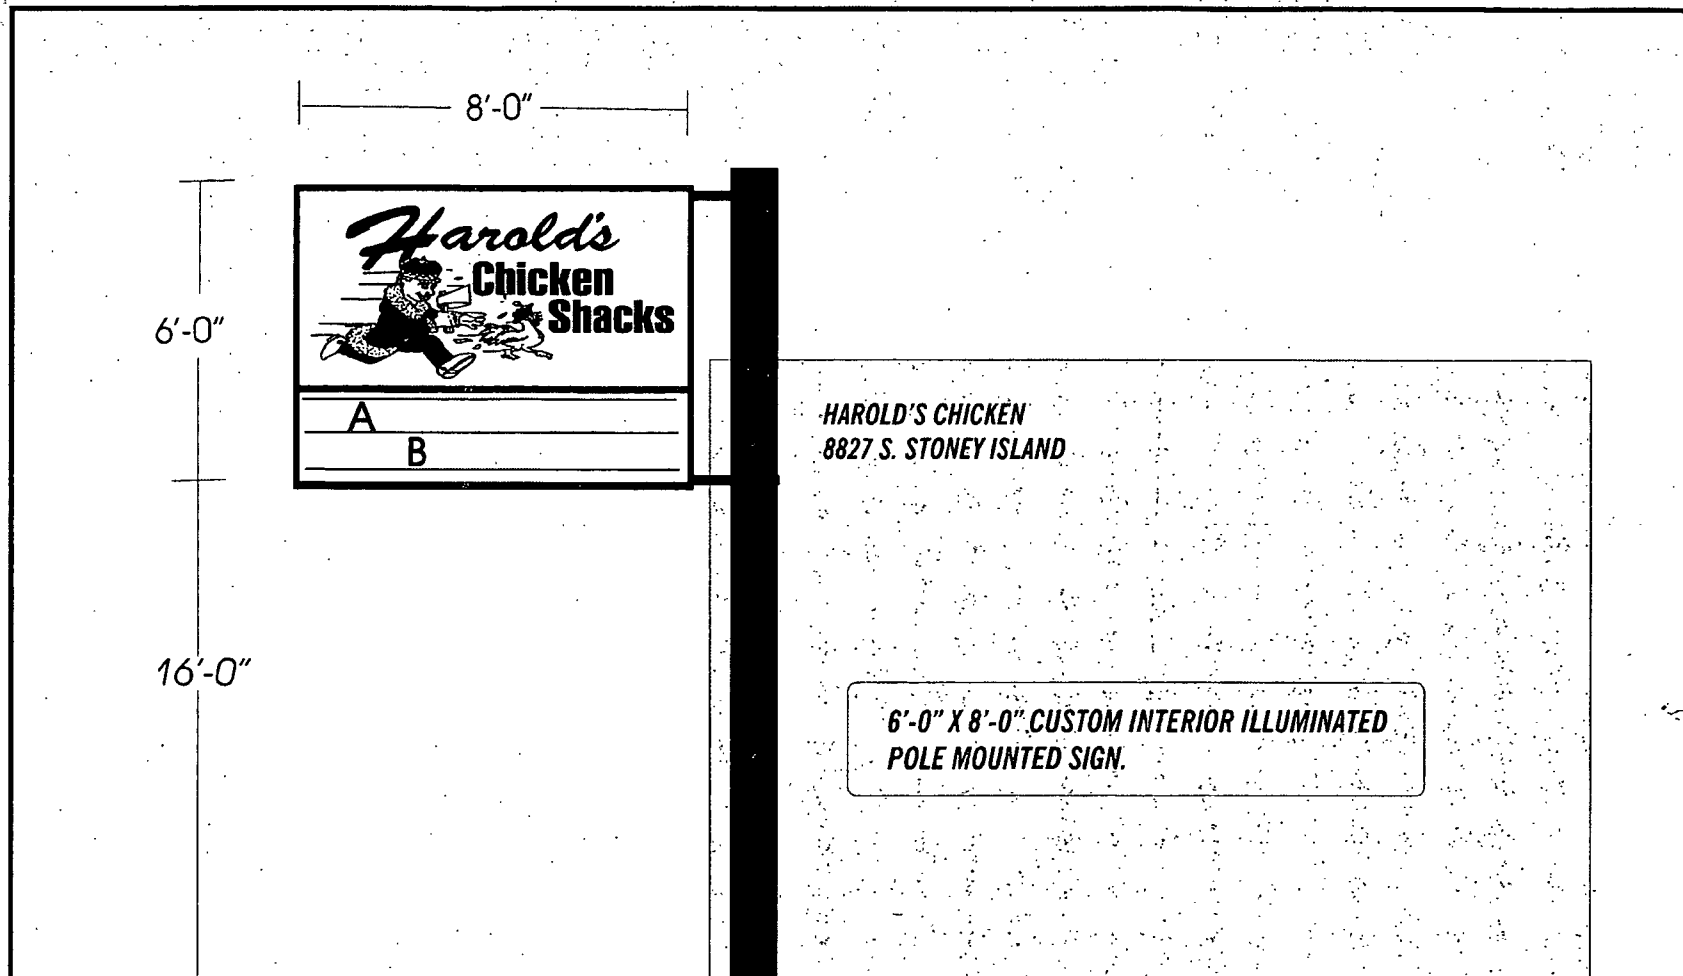 8'-0"
6'-0"
Harold's
Chicken
Shacks
A
B
HAROLD'S CHICKEN
8827 S. STONEY ISLAND
16'-0"
6'-0" X 8'-0" CUSTOM INTERIOR ILLUMINATED
POLE MOUNTED SIGN.